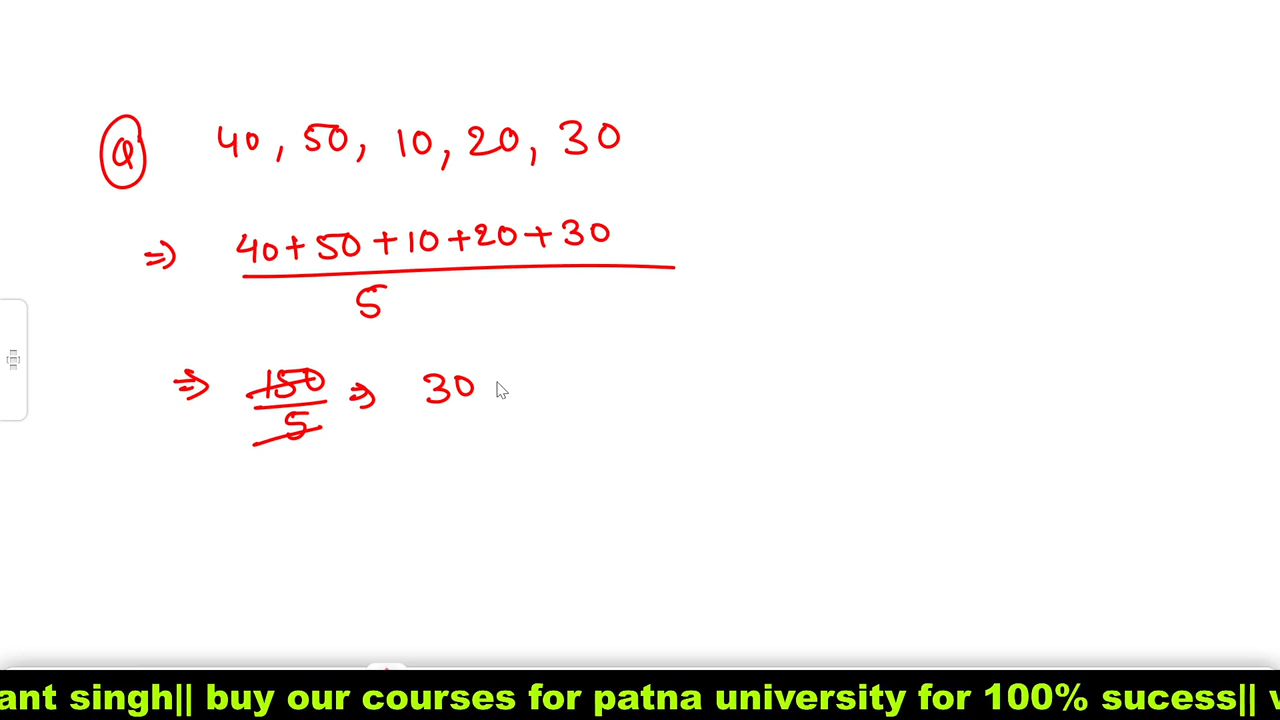 Q 40, 50, 10, 20, 30
⇒ 40+50+10+20+30
5
⇒ 150 ⇒ 30
5
ant singh|| buy our courses for patna university for 100% sucess|| v